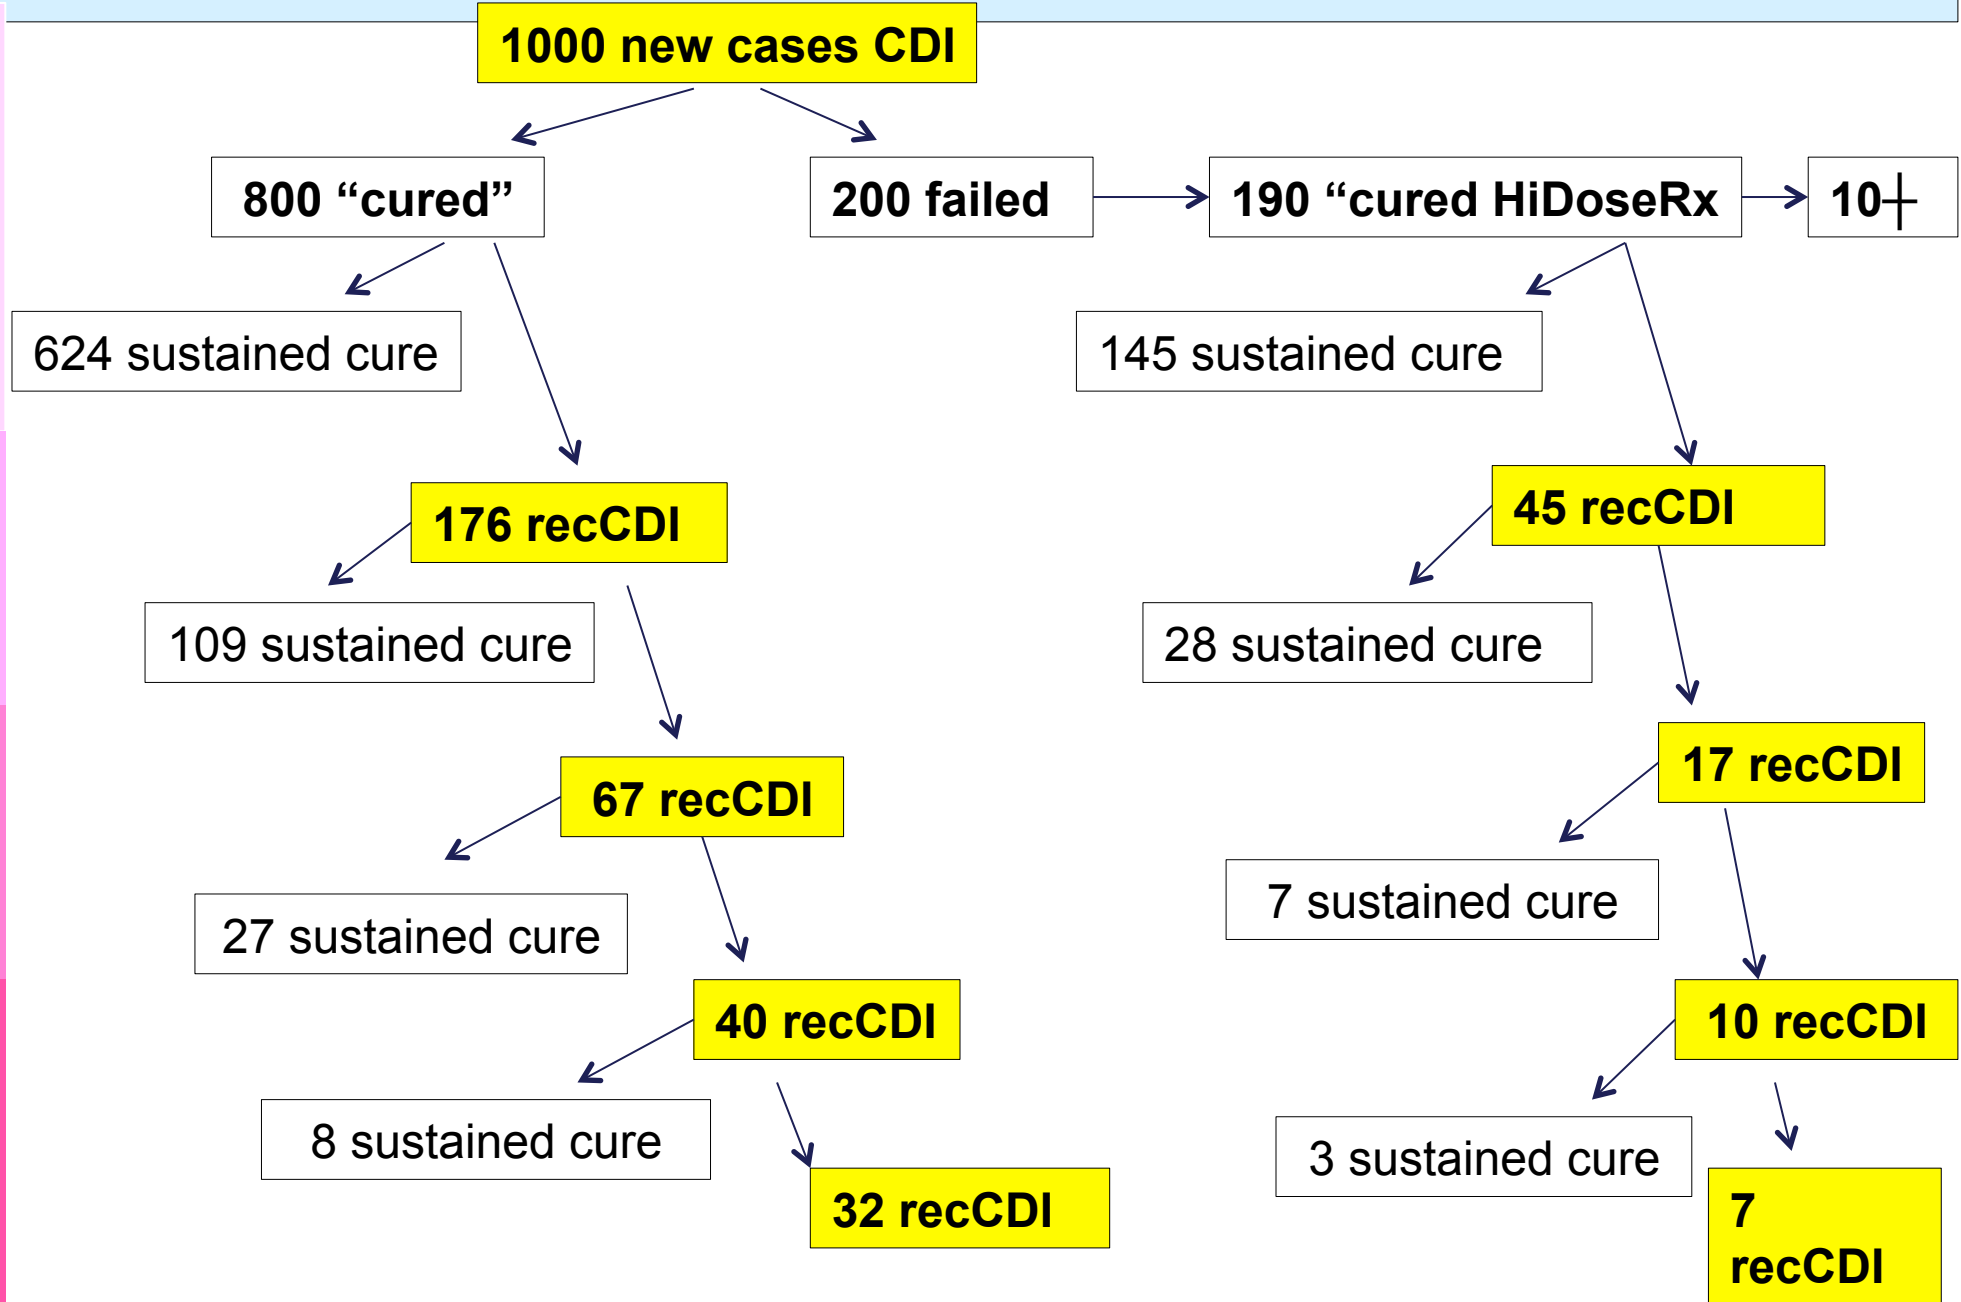 1000 new cases CDI
800 “cured”
200 failed
190 “cured HiDoseRx
10┼
624 sustained cure
145 sustained cure
176 recCDI
45 recCDI
109 sustained cure
28 sustained cure
67 recCDI
17 recCDI
27 sustained cure
7 sustained cure
40 recCDI
10 recCDI
8 sustained cure
3 sustained cure
32 recCDI
7
recCDI